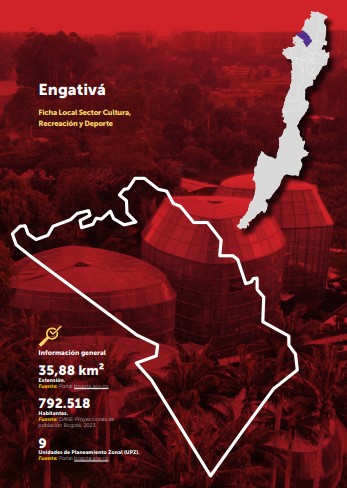 Engativá
Ficha Local Sector Cultura,
Recreación y Deporte
Información general
35,88 km²
Extensión.
Fuente: Portal bogota.gov.co.
792.518
Habitantes.
Fuente: DANE-Proyecciones de
población Bogotá, 2023.
9
Unidades de Planeamiento Zonal (UPZ).
Fuente: Portal bogota.gov.co.